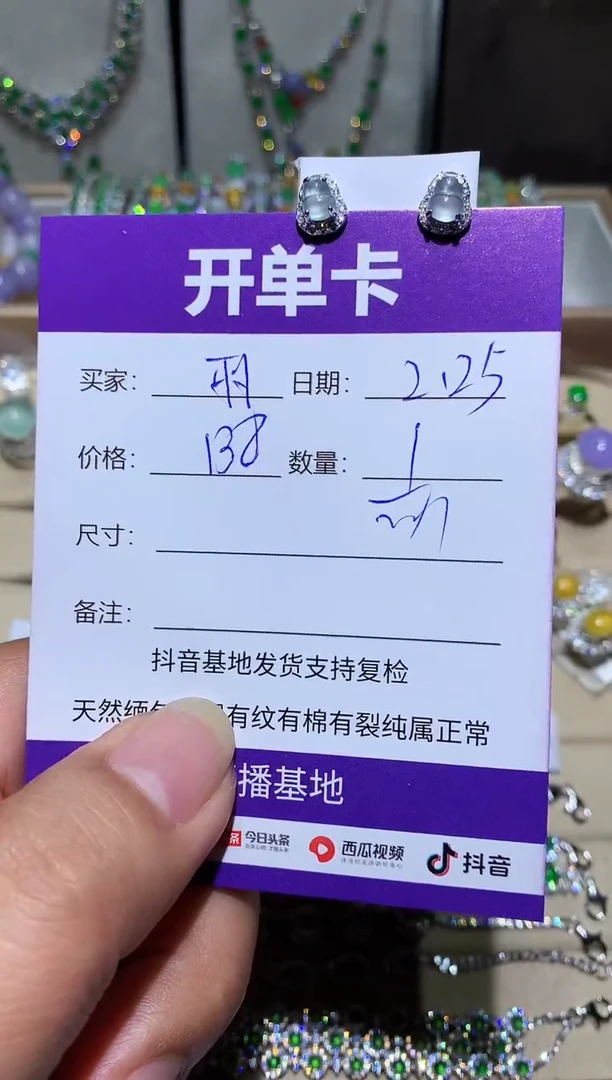 开单卡
买家： 日期：2.25
价格：138 数量：1
尺寸：
备注：
抖音基地发货支持复检
天然缅 有纹有棉有裂纯属正常
播基地
条 今日头条 西瓜视频 抖音